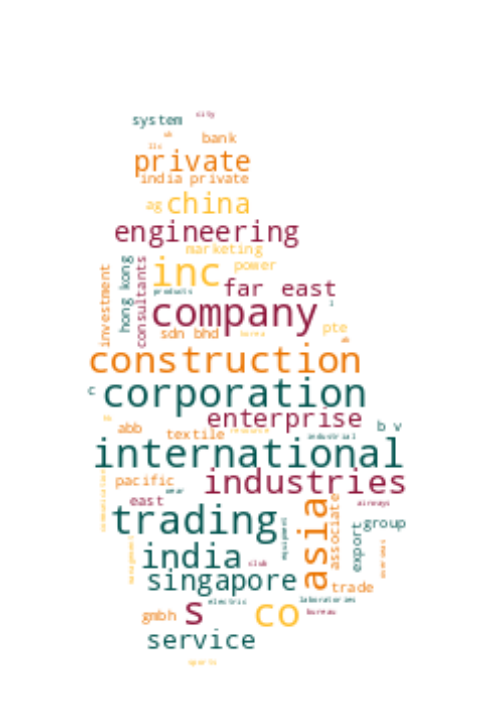 city
system
bank
llc
private
india private
ag china
engineering
marketing
power
inc
products
far east
investment
hong kong
consultants
company
pte
sdn bhd
construction
c corporation
enterprise
abb
b v
textile
industrial
international
pacific
industries
east
airways
trading
asia
associate
export
group
equipment
india
club
singapore
trade
electric
laboratories
gmbh
s
co
bureau
service
sports